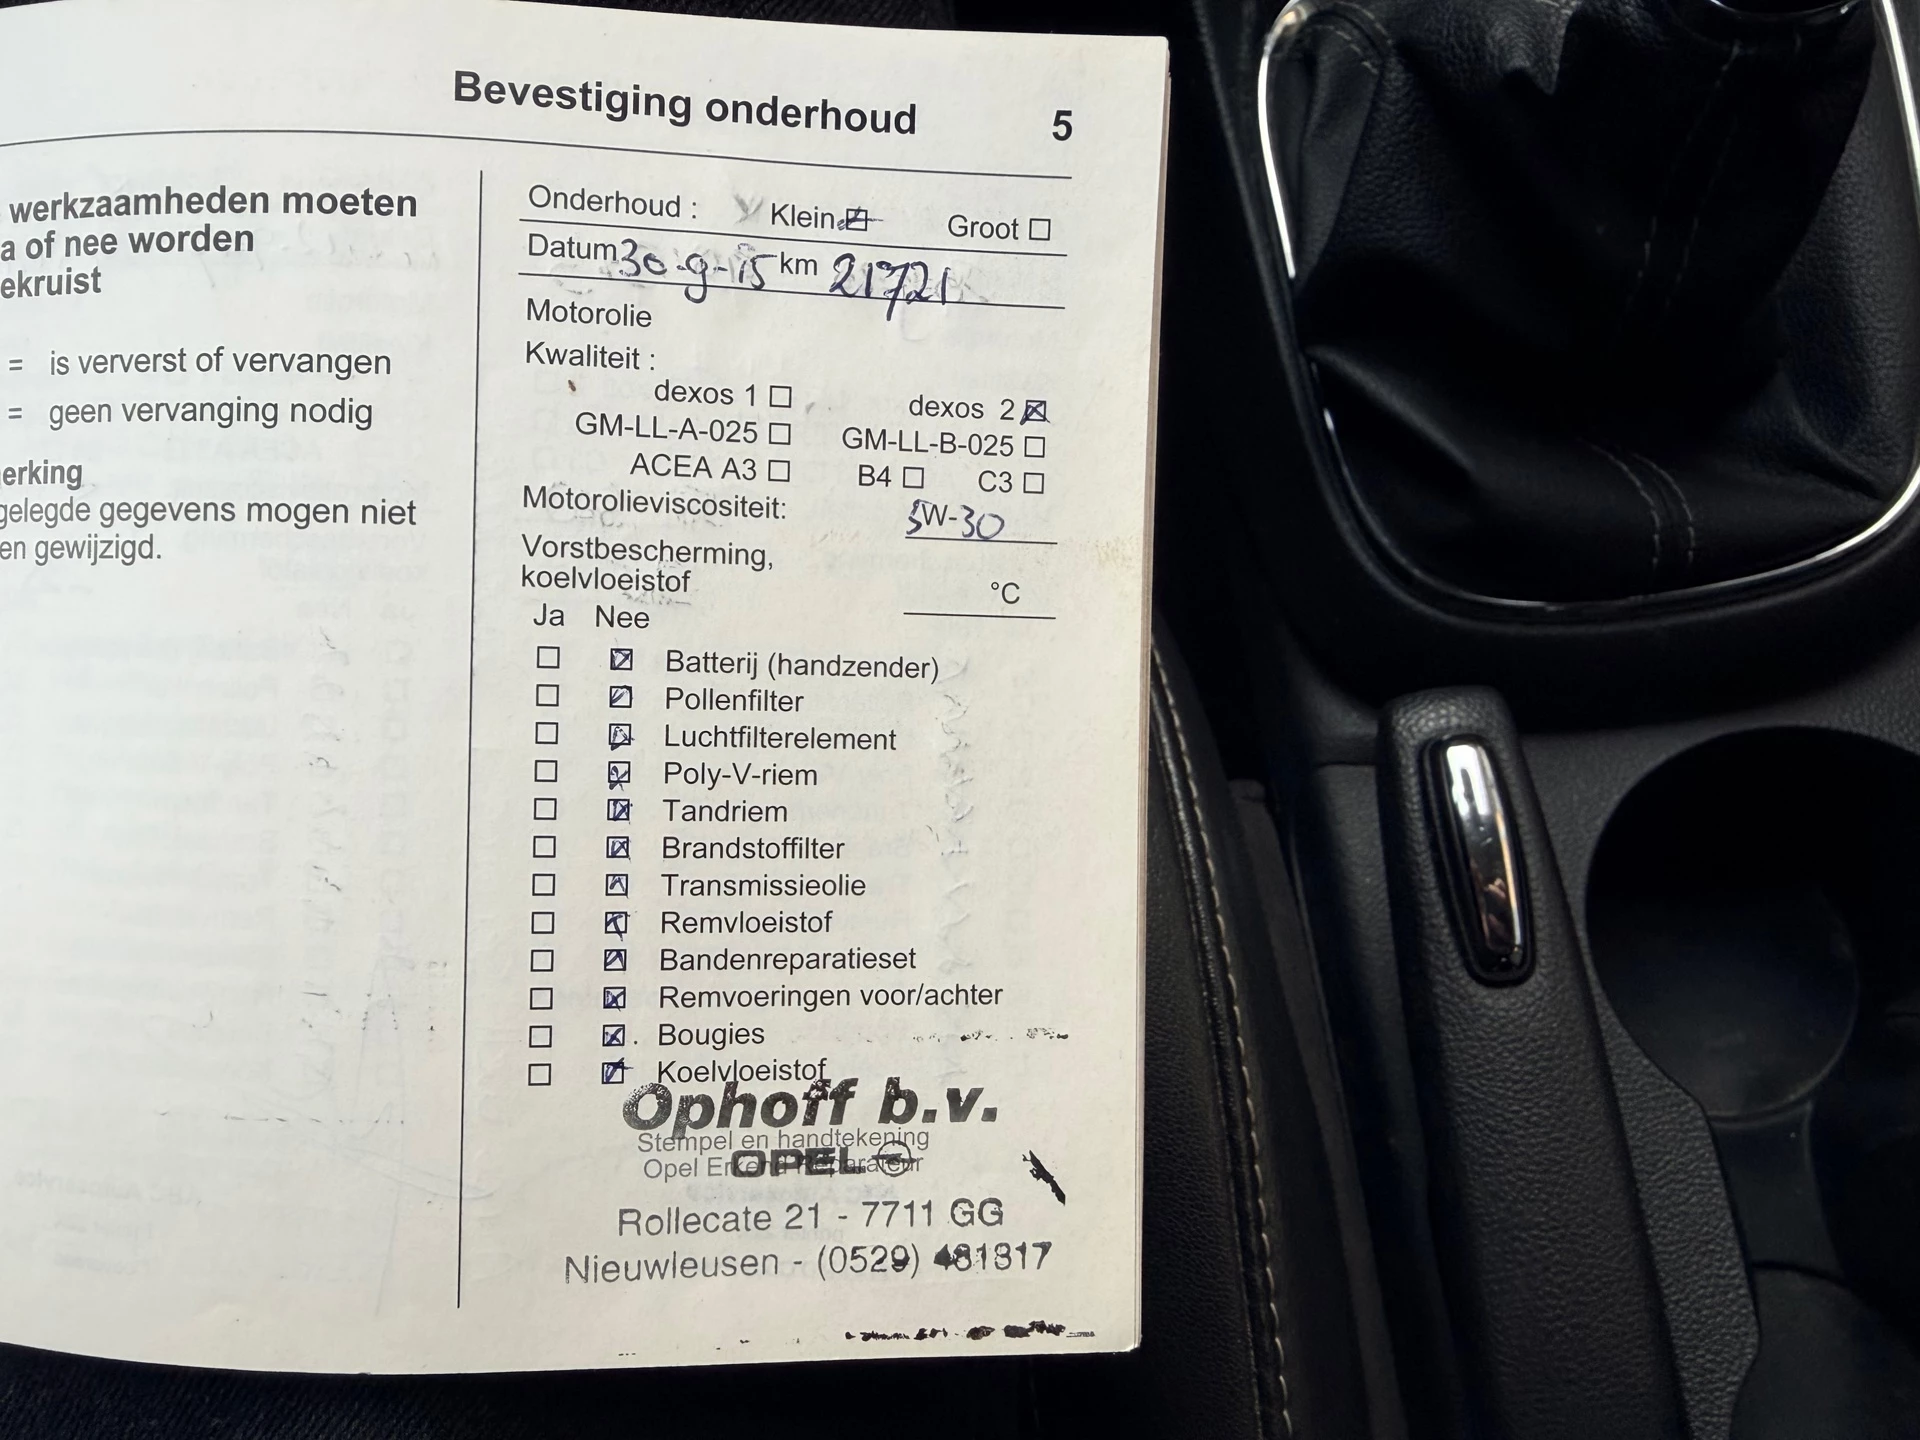 Bevestiging onderhoud 5
werkzaamheden moeten
a of nee worden
ekruist
= is ververst of vervangen
= geen vervanging nodig
erking
gelegde gegevens mogen niet
en gewijzigd.
Onderhoud : Klein Groot
Datum 30-9-15 km 21721
Motorolie
Kwaliteit :
dexos 1 dexos 2
GM-LL-A-025 GM-LL-B-025
ACEA A3 B4 C3
Motorolieviscositeit: 5W-30
Vorstbescherming,
koelvloeistof °C
Ja Nee
Batterij (handzender)
Pollenfilter
Luchtfilterelement
Poly-V-riem
Tandriem
Brandstoffilter
Transmissieolie
Remvloeistof
Bandenreparatieset
Remvoeringen voor/achter
Bougies
Koelvloeistof
Ophoff b.v.
Stempel en handtekening
Opel Erkend Reparateur
OPEL
Rollecate 21 - 7711 GG
Nieuwleusen - (0529) 481817